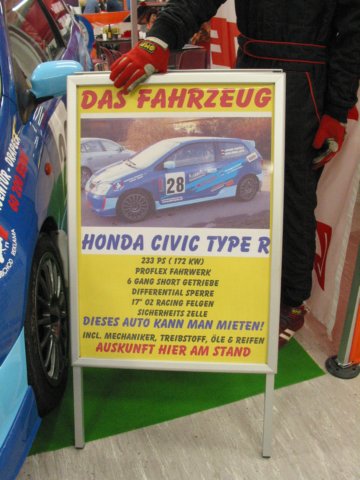 DAS FAHRZEUG
28
HONDA CIVIC TYPE R
233 PS ( 172 KW)
PROFLEX FAHRWERK
6 GANG SHORT GETRIEBE
DIFFERENTIAL SPERRE
17" OZ RACING FELGEN
SICHERHEITS ZELLE
DIESES AUTO KANN MAN MIETEN!
INCL. MECHANIKER, TREIBSTOFF, ÖLE & REIFEN
AUSKUNFT HIER AM STAND